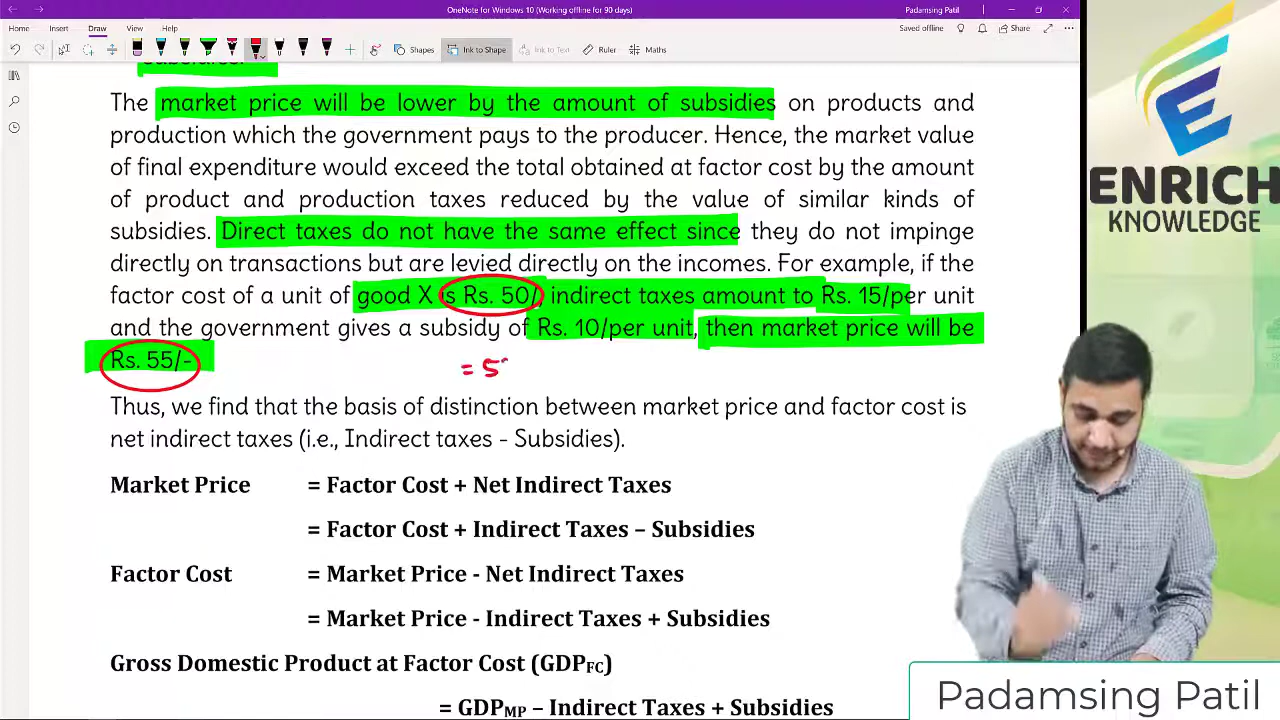 OneNote for Windows 10 (Working offline for 90 days)
Padamsing Patil
Home Insert Draw View Help
Saved offline
Share
Shapes
Ink to Shape
Ink to Text
Ruler
Maths
subsidies.
The market price will be lower by the amount of subsidies on products and
production which the government pays to the producer. Hence, the market value
of final expenditure would exceed the total obtained at factor cost by the amount
of product and production taxes reduced by the value of similar kinds of
subsidies. Direct taxes do not have the same effect since they do not impinge
directly on transactions but are levied directly on the incomes. For example, if the
factor cost of a unit of good X is Rs. 50/, indirect taxes amount to Rs. 15/per unit
and the government gives a subsidy of Rs. 10/per unit, then market price will be
Rs. 55/-
= 5
Thus, we find that the basis of distinction between market price and factor cost is
net indirect taxes (i.e., Indirect taxes - Subsidies).
Market Price = Factor Cost + Net Indirect Taxes
= Factor Cost + Indirect Taxes – Subsidies
Factor Cost = Market Price - Net Indirect Taxes
= Market Price - Indirect Taxes + Subsidies
Gross Domestic Product at Factor Cost (GDPFC)
= GDPMP – Indirect Taxes + Subsidies
ENRICH
KNOWLEDGE
Padamsing Patil